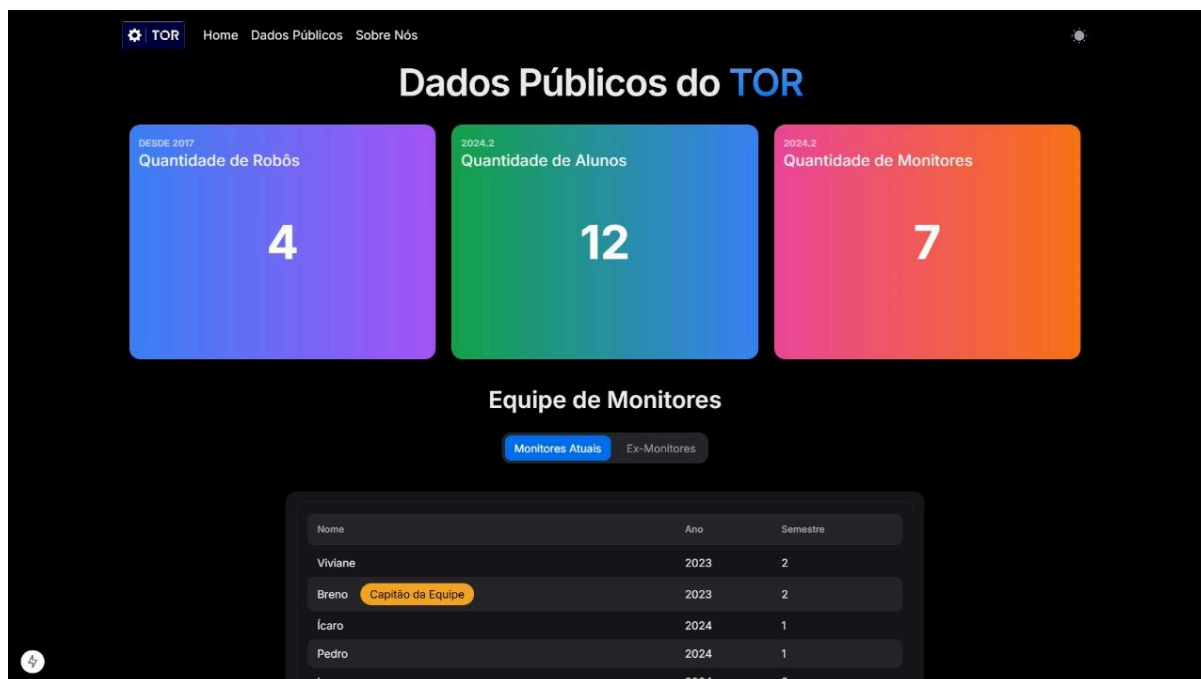 TOR Home Dados Públicos Sobre Nós
Dados Públicos do TOR
DESDE 2017
Quantidade de Robôs
4
2024.2
Quantidade de Alunos
12
2024.2
Quantidade de Monitores
7
Equipe de Monitores
Monitores Atuais Ex-Monitores
Nome Ano Semestre
Viviane 2023 2
Breno Capitão da Equipe 2023 2
Ícaro 2024 1
Pedro 2024 1